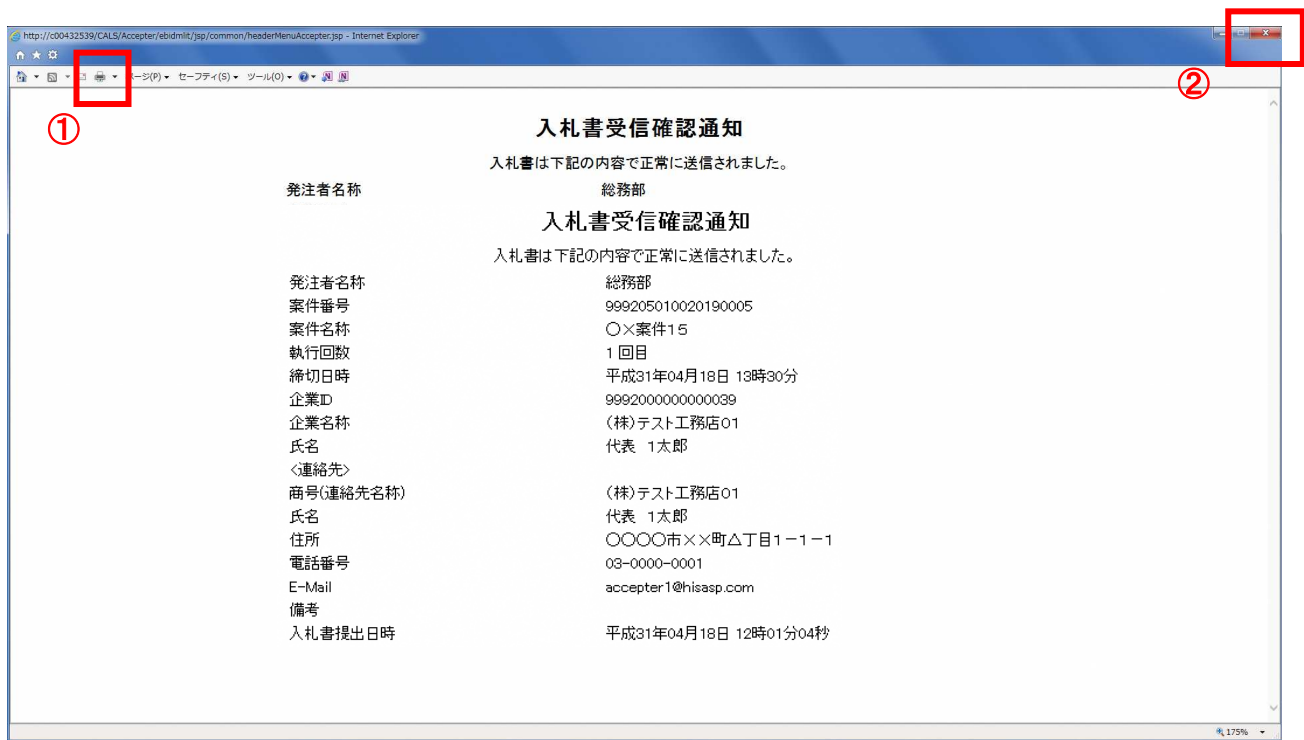 http://c00432539/CALS/Accepter/ebidmlit/jsp/common/headerMenuAccepter.jsp - Internet Explorer
ページ(P) セーフティ(S) ツール(O)
① ②
入札書受信確認通知
入札書は下記の内容で正常に送信されました。
発注者名称 総務部
入札書受信確認通知
入札書は下記の内容で正常に送信されました。
発注者名称 総務部
案件番号 999205010020190005
案件名称 〇×案件15
執行回数 1回目
締切日時 平成31年04月18日 13時30分
企業ID 9992000000000039
企業名称 (株)テスト工務店01
氏名 代表 1太郎
<連絡先>
商号(連絡先名称) (株)テスト工務店01
氏名 代表 1太郎
住所 〇〇〇〇市××町△丁目1-1-1
電話番号 03-0000-0001
E-Mail accepter1@hisasp.com
備考
入札書提出日時 平成31年04月18日 12時01分04秒
175%